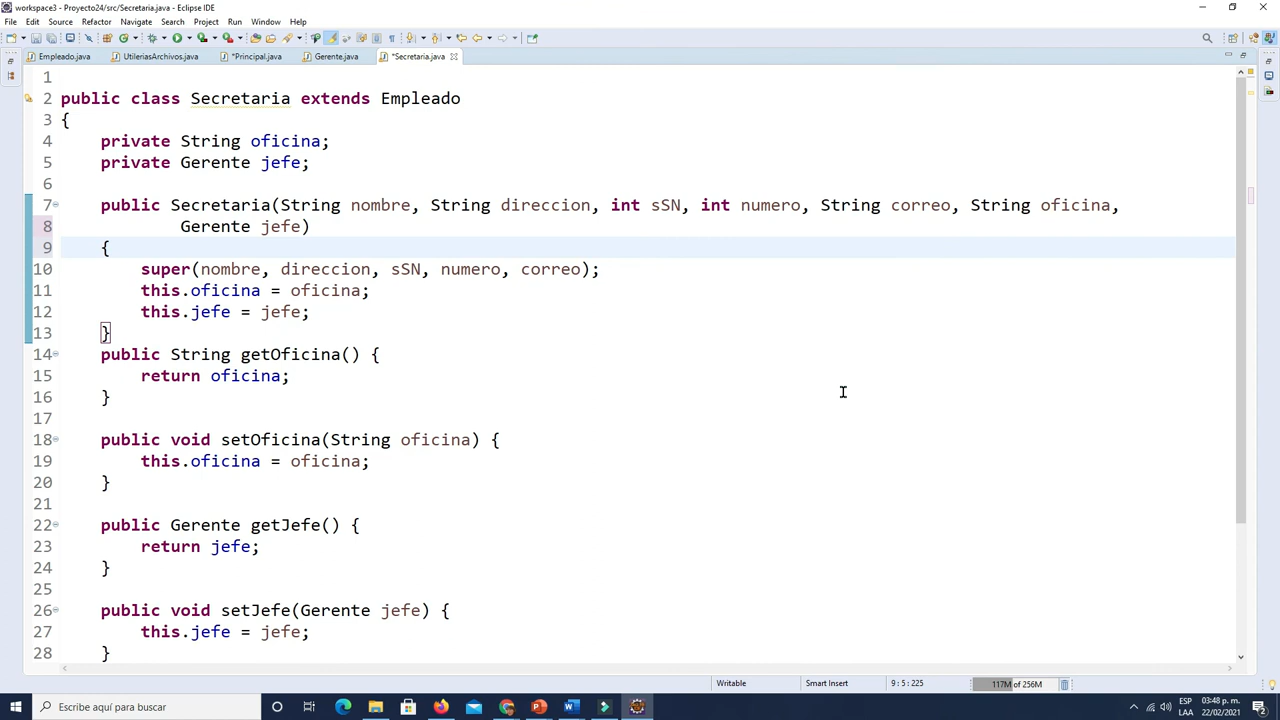 workspace3 - Proyecto24/src/Secretaria.java - Eclipse IDE
File Edit Source Refactor Navigate Search Project Run Window Help
Empleado.java UtileriasArchivos.java *Principal.java Gerente.java *Secretaria.java
1
2 public class Secretaria extends Empleado
3 {
4 private String oficina;
5 private Gerente jefe;
6
7 public Secretaria(String nombre, String direccion, int sSN, int numero, String correo, String oficina,
8 Gerente jefe)
9 {
10 super(nombre, direccion, sSN, numero, correo);
11 this.oficina = oficina;
12 this.jefe = jefe;
13 }
14 public String getOficina() {
15 return oficina;
16 }
17
18 public void setOficina(String oficina) {
19 this.oficina = oficina;
20 }
21
22 public Gerente getJefe() {
23 return jefe;
24 }
25
26 public void setJefe(Gerente jefe) {
27 this.jefe = jefe;
28 }
Writable Smart Insert 9 : 5 : 225 117M of 256M
Escribe aquí para buscar
ESP 03:48 p. m.
LAA 22/02/2021 2